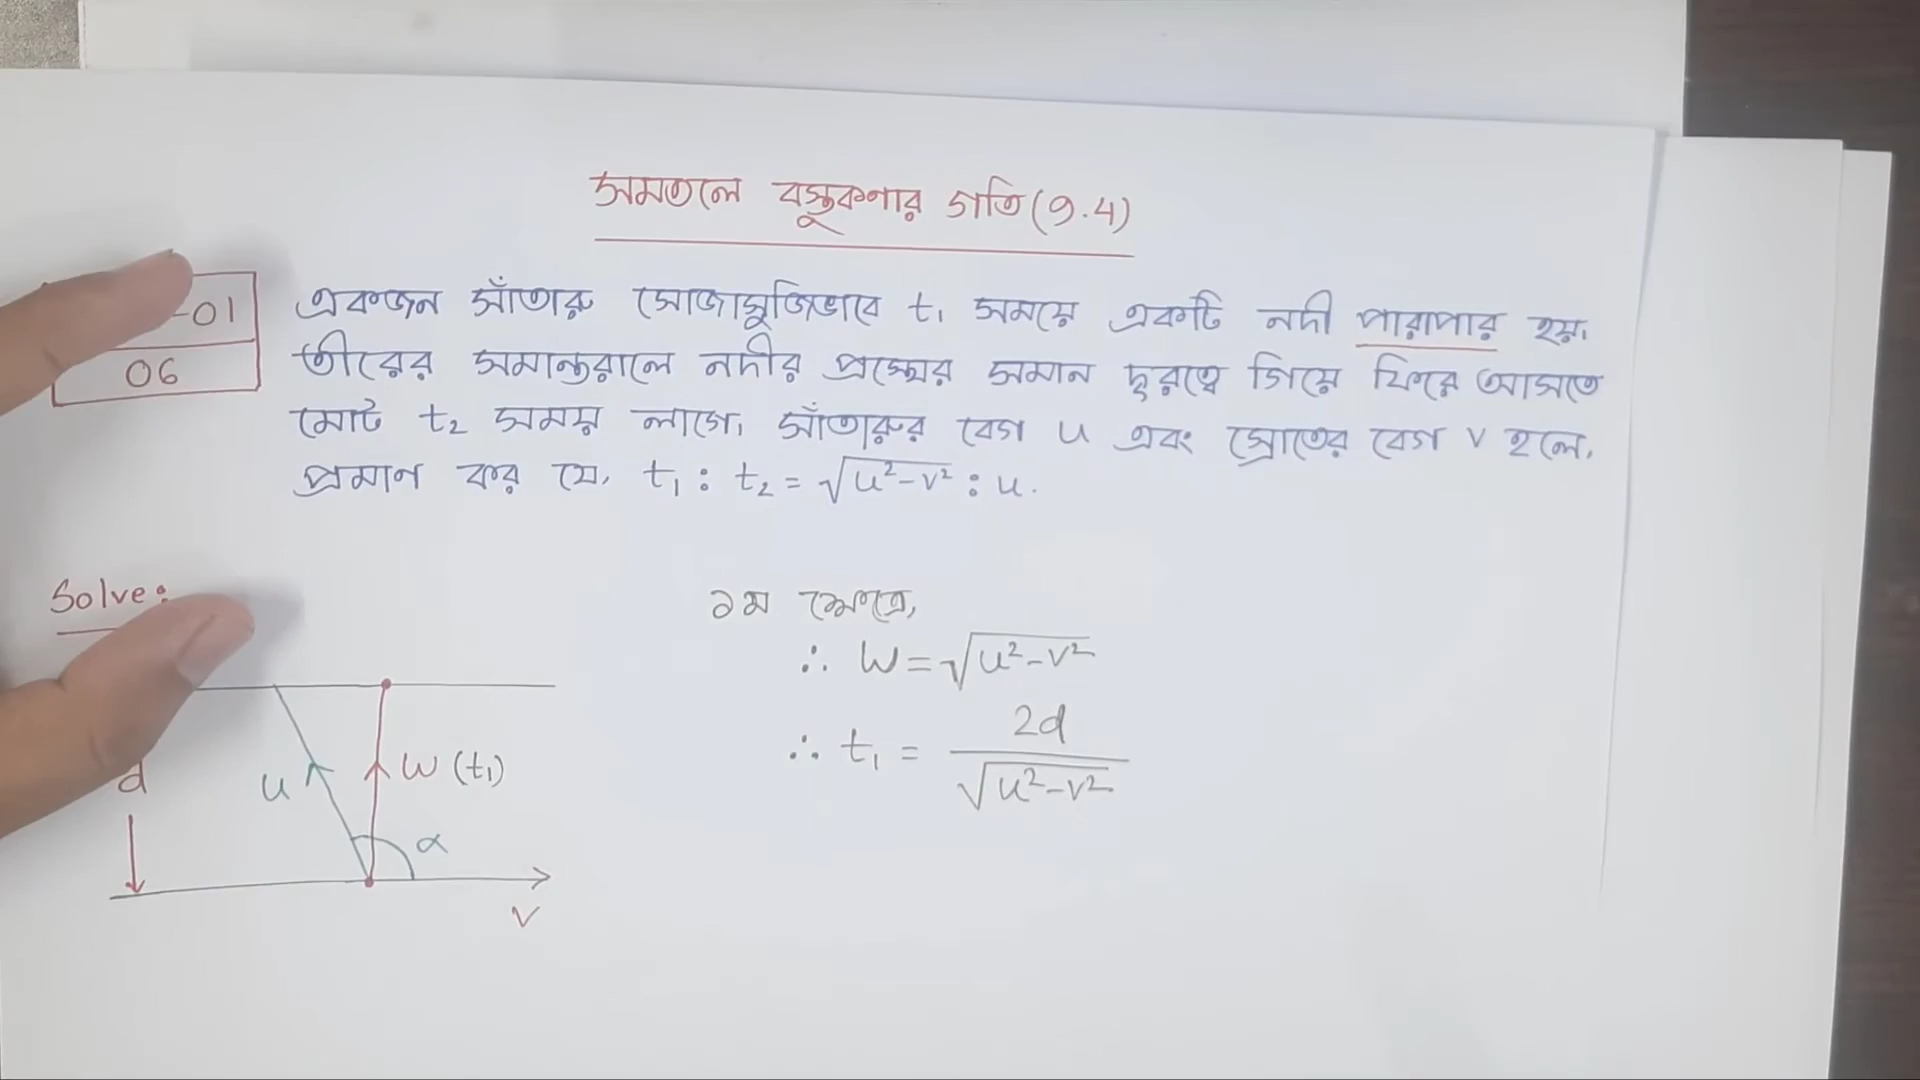 সমতলে বস্তুকণার গতি (9.4)
-01
06
একজন সাঁতারু সোজাসুজিভাবে t₁ সময়ে একটি নদী পারাপার হয়।
তীরের সমান্তরালে নদীর প্রস্থের সমান দূরত্বে গিয়ে ফিরে আসতে
মোট t₂ সময় লাগে। সাঁতারুর বেগ u এবং স্রোতের বেগ v হলে,
প্রমান কর যে, t₁ : t₂ = √(u²-v²) : u.
Solve:
১ম ক্ষেত্রে,
∴ W = √(u²-v²)
∴ t₁ = 2d / √(u²-v²)
d
u
W (t₁)
α
v